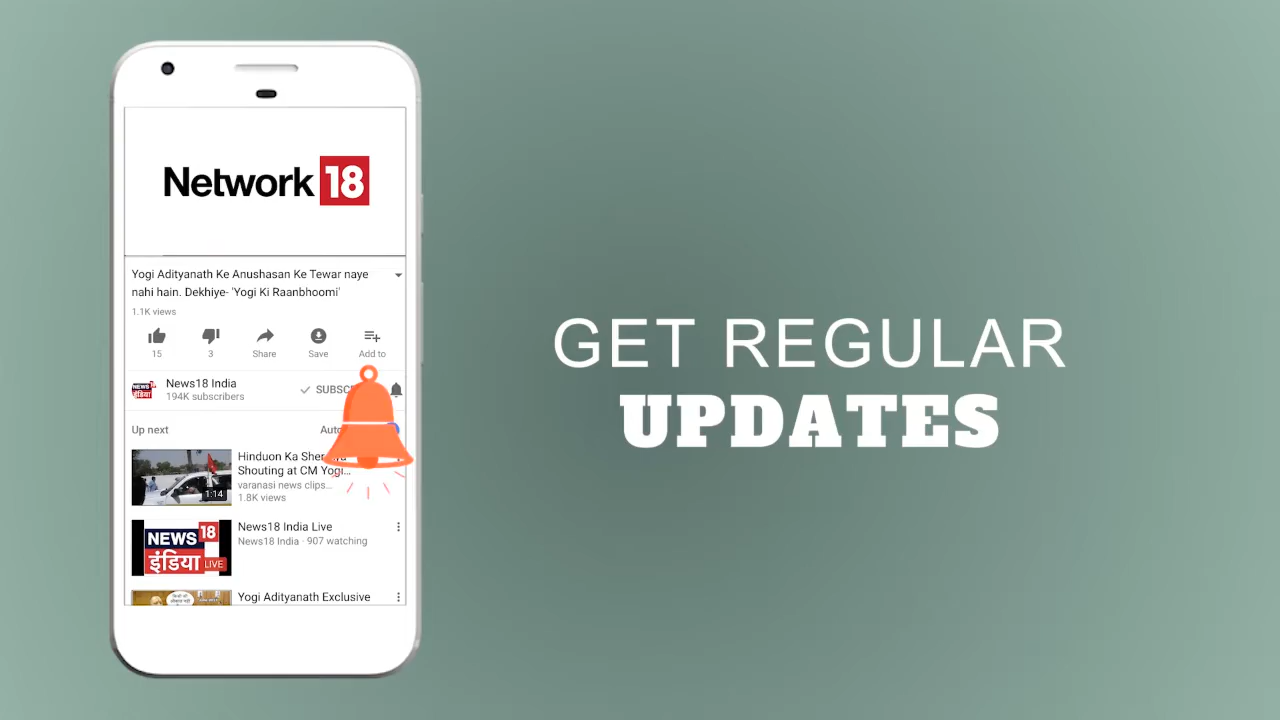 Network 18
Yogi Adityanath Ke Anushasan Ke Tewar naye
nahi hain. Dekhiye- 'Yogi Ki Raanbhoomi'
1.1K views
15
3
Share
Save
Add to
NEWS 18
इंडिया
News18 India
194K subscribers
SUBSC
Up next
Auto
Hinduon Ka Sher
Shouting at CM Yogi...
varanasi news clips...
1.8K views
1:14
NEWS 18
इंडिया LIVE
News18 India Live
News18 India · 907 watching
Yogi Adityanath Exclusive
GET REGULAR
UPDATES